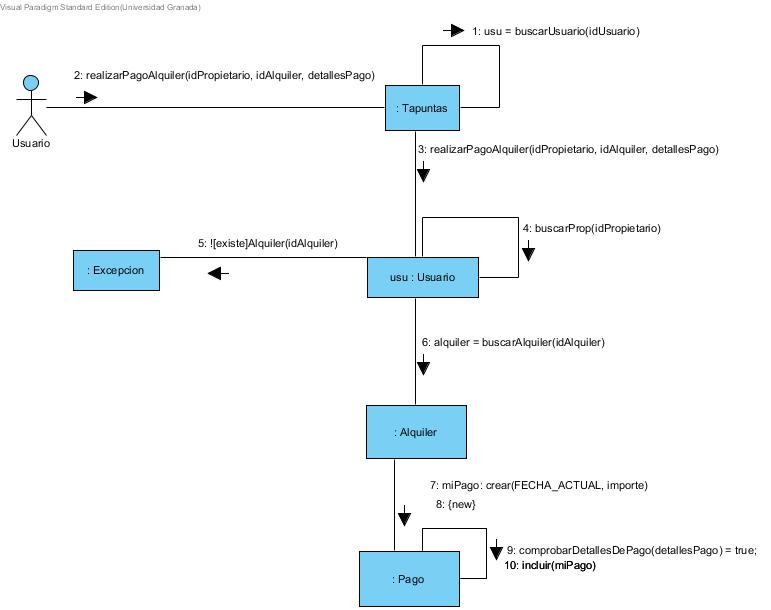 Visual Paradigm Standard Edition(Universidad Granada)
1: usu = buscarUsuario(idUsuario)
2: realizarPagoAlquiler(idPropietario, idAlquiler, detallesPago)
: Tapuntas
Usuario
3: realizarPagoAlquiler(idPropietario, idAlquiler, detallesPago)
4: buscarProp(idPropietario)
5: ![existe]Alquiler(idAlquiler)
: Excepcion
usu : Usuario
6: alquiler = buscarAlquiler(idAlquiler)
: Alquiler
7: miPago: crear(FECHA_ACTUAL, importe)
8: {new}
9: comprobarDetallesDePago(detallesPago) = true;
10: incluir(miPago)
: Pago